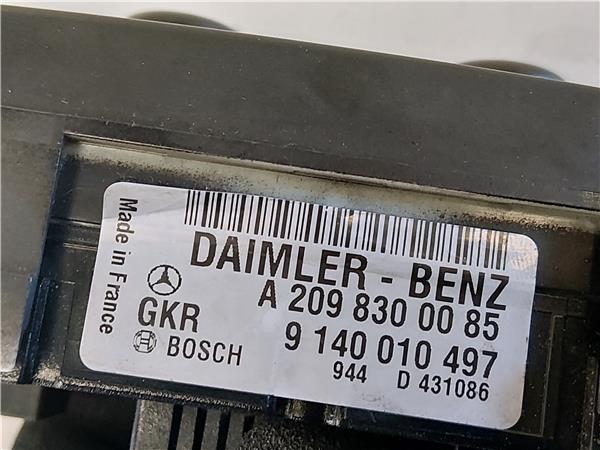 Made in France
DAIMLER - BENZ
A 209 830 00 85
GKR
9 140 010 497
BOSCH
944 D 431086